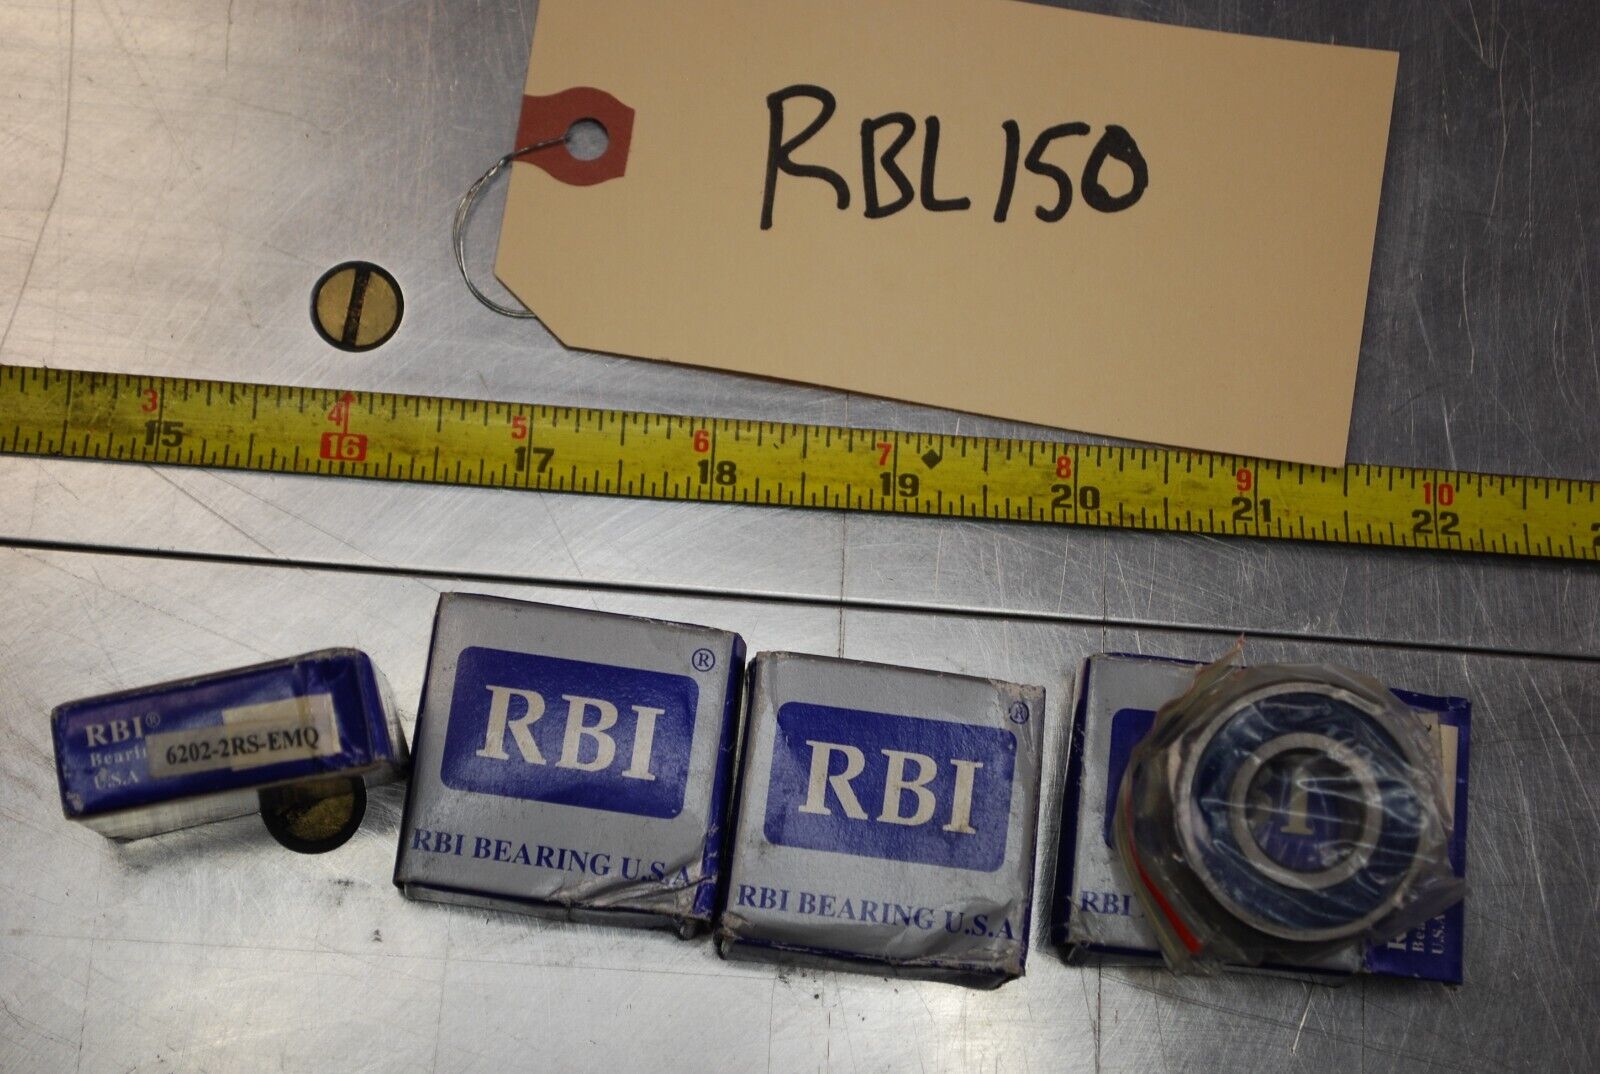 RBL150
3 4 5 6 7 8 9 10
15 16 17 18 19 20 21 22
RBI®
U.S.A
6202-2RS-EMQ
RBI ®
RBI BEARING U.S.A
RBI ®
RBI BEARING U.S.A
RBI
U.S.A